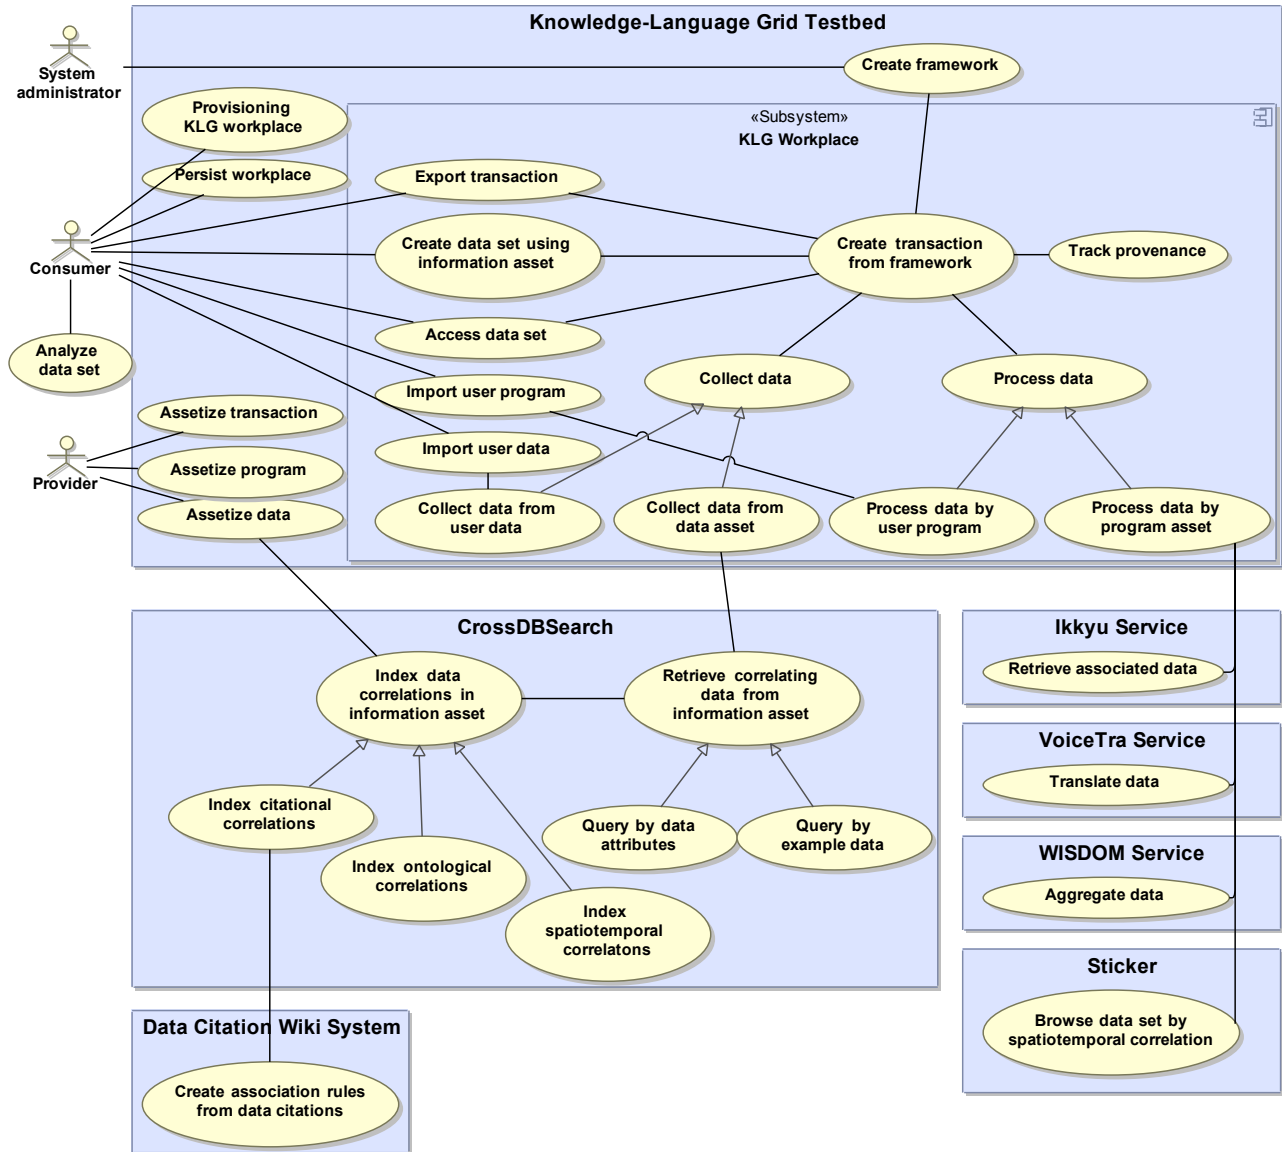 Knowledge-Language Grid Testbed
System
administrator
Create framework
Provisioning
KLG workplace
«Subsystem»
KLG Workplace
Persist workplace
Export transaction
Consumer
Create data set using
information asset
Create transaction
from framework
Track provenance
Access data set
Analyze
data set
Import user program
Collect data
Process data
Assetize transaction
Import user data
Provider
Assetize program
Assetize data
Collect data from
user data
Collect data from
data asset
Process data by
user program
Process data by
program asset
CrossDBSearch
Index data
correlations in
information asset
Retrieve correlating
data from
information asset
Index citational
correlations
Query by data
attributes
Query by
example data
Index ontological
correlations
Index
spatiotemporal
correlatons
Ikkyu Service
Retrieve associated data
VoiceTra Service
Translate data
WISDOM Service
Aggregate data
Sticker
Browse data set by
spatiotemporal correlation
Data Citation Wiki System
Create association rules
from data citations